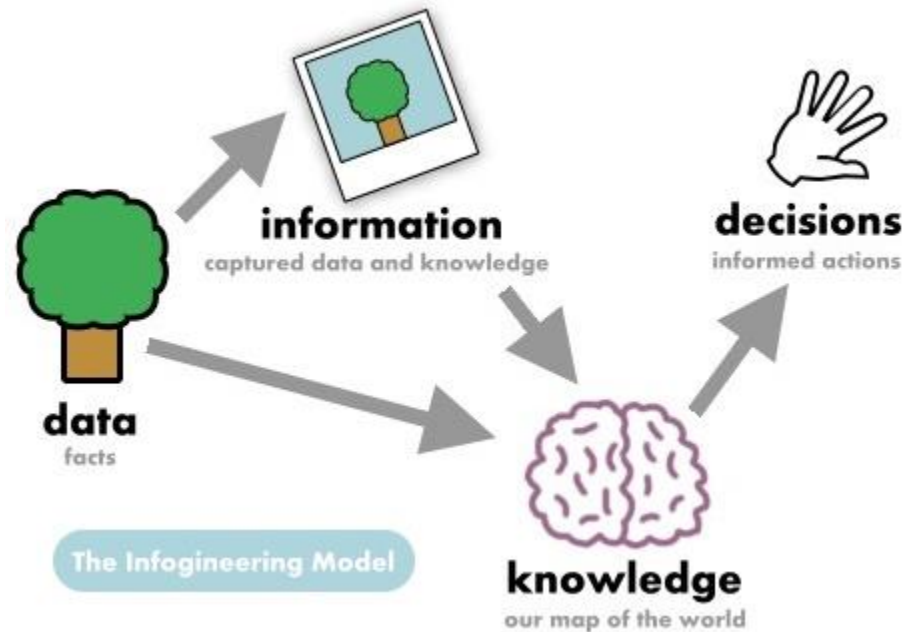 information
captured data and knowledge
decisions
informed actions
data
facts
The Infogineering Model
knowledge
our map of the world